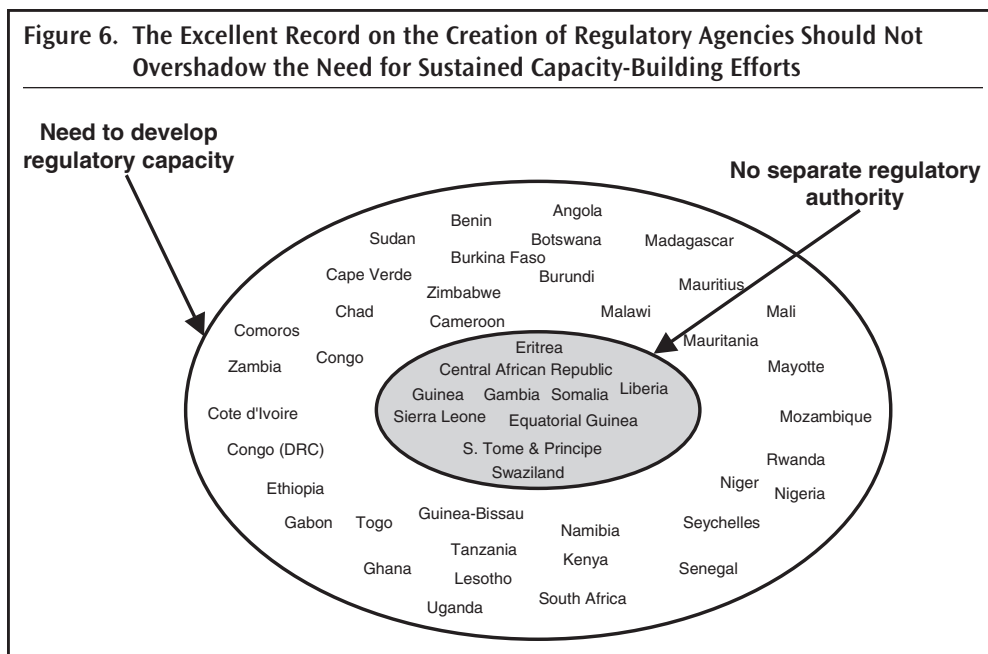 Figure 6. The Excellent Record on the Creation of Regulatory Agencies Should Not
Overshadow the Need for Sustained Capacity-Building Efforts
Need to develop
regulatory capacity
No separate regulatory
authority
Angola
Benin
Sudan
Botswana
Madagascar
Burkina Faso
Cape Verde
Burundi
Mauritius
Zimbabwe
Chad
Malawi
Mali
Cameroon
Comoros
Mauritania
Eritrea
Congo
Zambia
Mayotte
Central African Republic
Liberia
Guinea
Gambia
Somalia
Cote d'Ivoire
Sierra Leone
Equatorial Guinea
Mozambique
Congo (DRC)
S. Tome & Principe
Rwanda
Swaziland
Niger
Nigeria
Ethiopia
Guinea-Bissau
Gabon
Togo
Seychelles
Namibia
Tanzania
Kenya
Ghana
Senegal
Lesotho
South Africa
Uganda